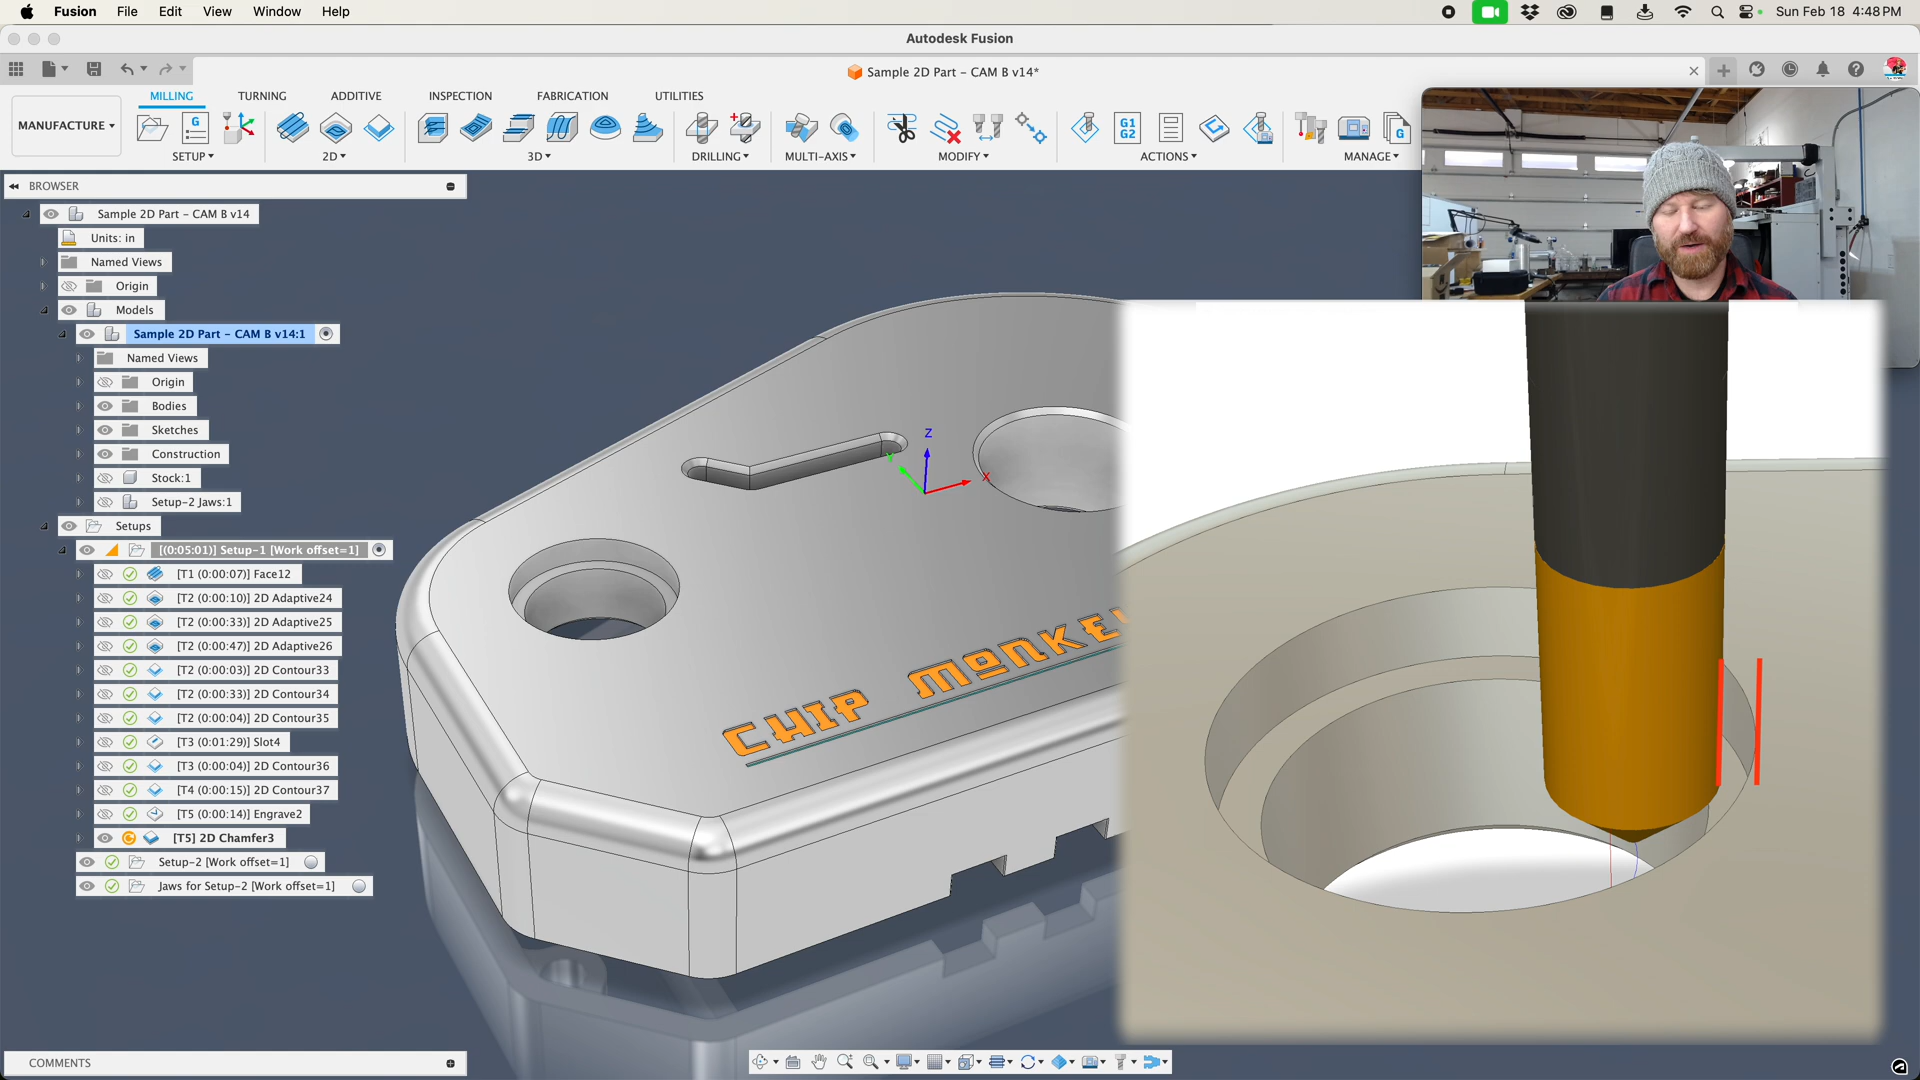 Fusion File Edit View Window Help
Sun Feb 18 4:48 PM
Autodesk Fusion
Sample 2D Part – CAM B v14*
MILLING TURNING ADDITIVE INSPECTION FABRICATION UTILITIES
MANUFACTURE
G
G1
G2
G
SETUP 2D 3D DRILLING MULTI-AXIS MODIFY ACTIONS MANAGE
BROWSER
Sample 2D Part - CAM B v14
Units: in
Named Views
Origin
Models
Sample 2D Part - CAM B v14:1
Named Views
Origin
Bodies
Sketches
Construction
Stock:1
Setup-2 Jaws:1
Setups
[(0:05:01)] Setup-1 [Work offset=1]
[T1 (0:00:07)] Face12
[T2 (0:00:10)] 2D Adaptive24
[T2 (0:00:33)] 2D Adaptive25
[T2 (0:00:47)] 2D Adaptive26
[T2 (0:00:03)] 2D Contour33
[T2 (0:00:33)] 2D Contour34
[T2 (0:00:04)] 2D Contour35
[T3 (0:01:29)] Slot4
[T3 (0:00:04)] 2D Contour36
[T4 (0:00:15)] 2D Contour37
[T5 (0:00:14)] Engrave2
[T5] 2D Chamfer3
Setup-2 [Work offset=1]
Jaws for Setup-2 [Work offset=1]
Z
Y
X
CHIP MONKE
COMMENTS